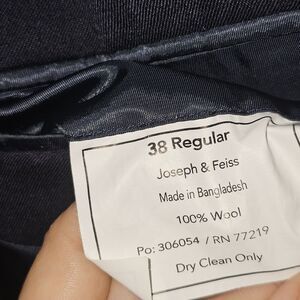 38 Regular
Joseph & Feiss
Made in Bangladesh
100% Wool
Po: 306054 / RN 77219
Dry Clean Only